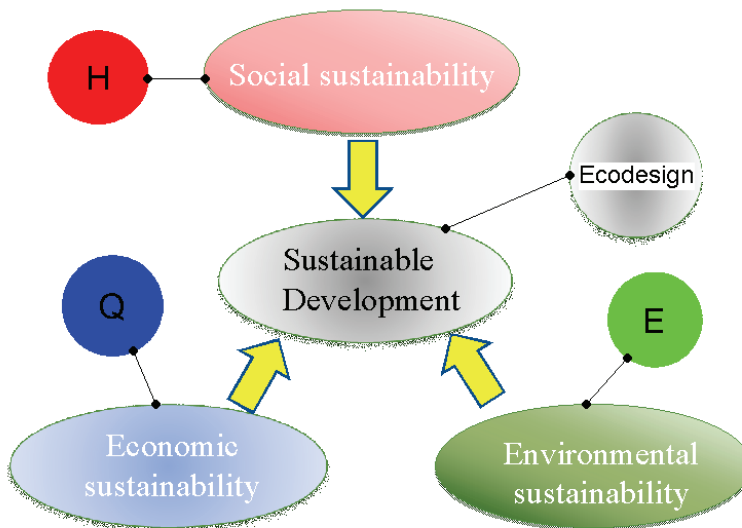 H
Social sustainability
Ecodesign
Sustainable
Development
Q
E
Economic
sustainability
Environmental
sustainability